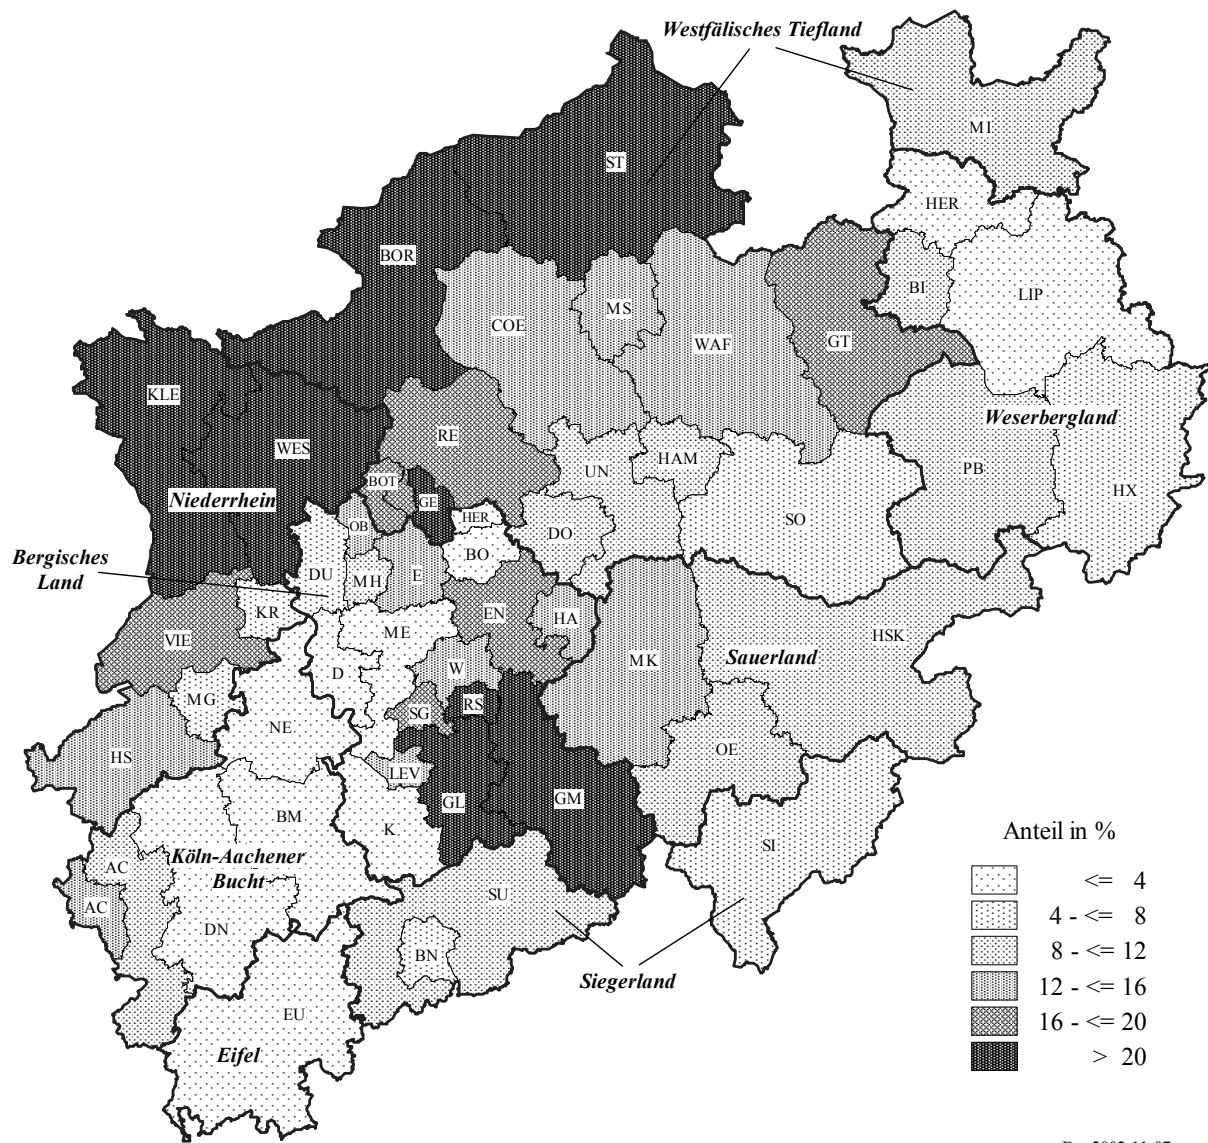 Westfälisches Tiefland
MI
ST
HER
BOR
BI
LIP
MS
COE
WAF
GT
KLE
Weserbergland
RE
WES
HAM
UN
PB
BOT
HX
Niederrhein
GE
HER
SO
OB
DO
Bergisches
Land
BO
DU
MH
E
KR
EN
HA
ME
HSK
VIE
MK
Sauerland
W
D
MG
RS
SG
NE
OE
HS
LEV
GL
GM
BM
K
SI
Köln-Aachener
Bucht
AC
AC
SU
DN
BN
Siegerland
EU
Eifel
Anteil in %
<= 4
4 - <= 8
8 - <= 12
12 - <= 16
16 - <= 20
> 20